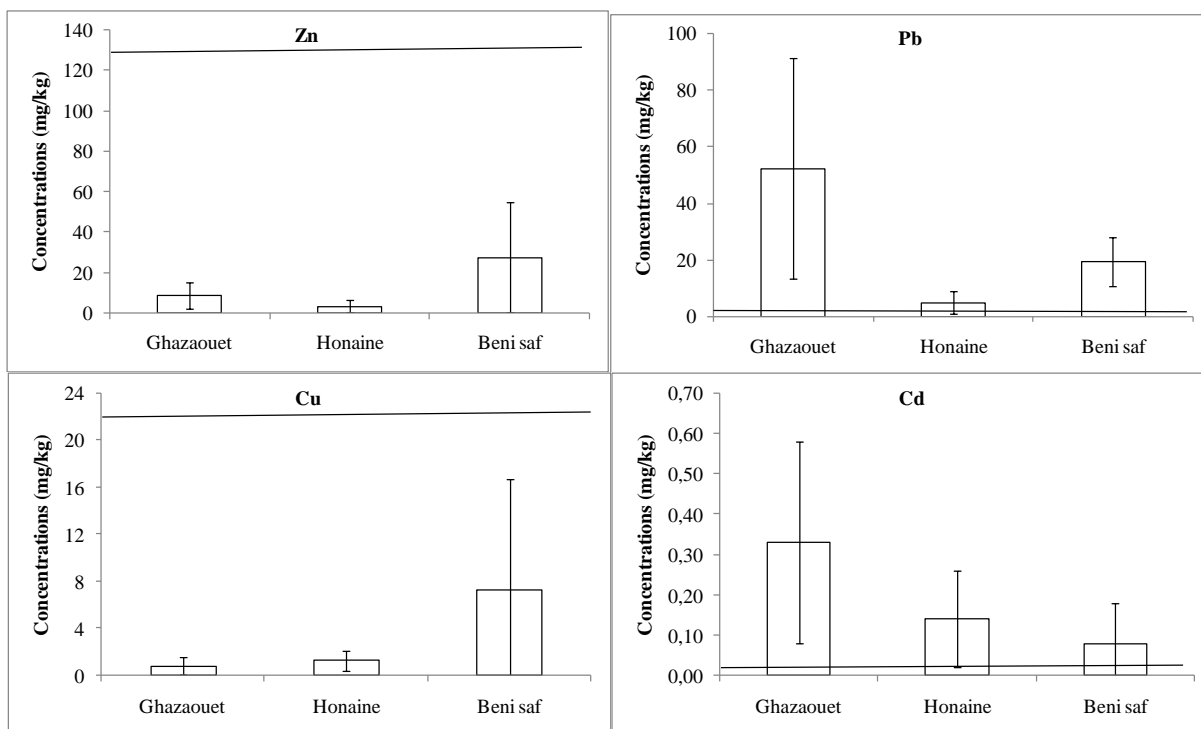 Zn
Concentrations (mg/kg)
140
120
100
80
60
40
20
0
Ghazaouet Honaine Beni saf
Pb
Concentrations (mg/kg)
100
80
60
40
20
0
Ghazaouet Honaine Beni saf
Cu
Concentrations (mg/kg)
24
20
16
12
8
4
0
Ghazaouet Honaine Beni saf
Cd
Concentrations (mg/kg)
0,70
0,60
0,50
0,40
0,30
0,20
0,10
0,00
Ghazaouet Honaine Beni saf